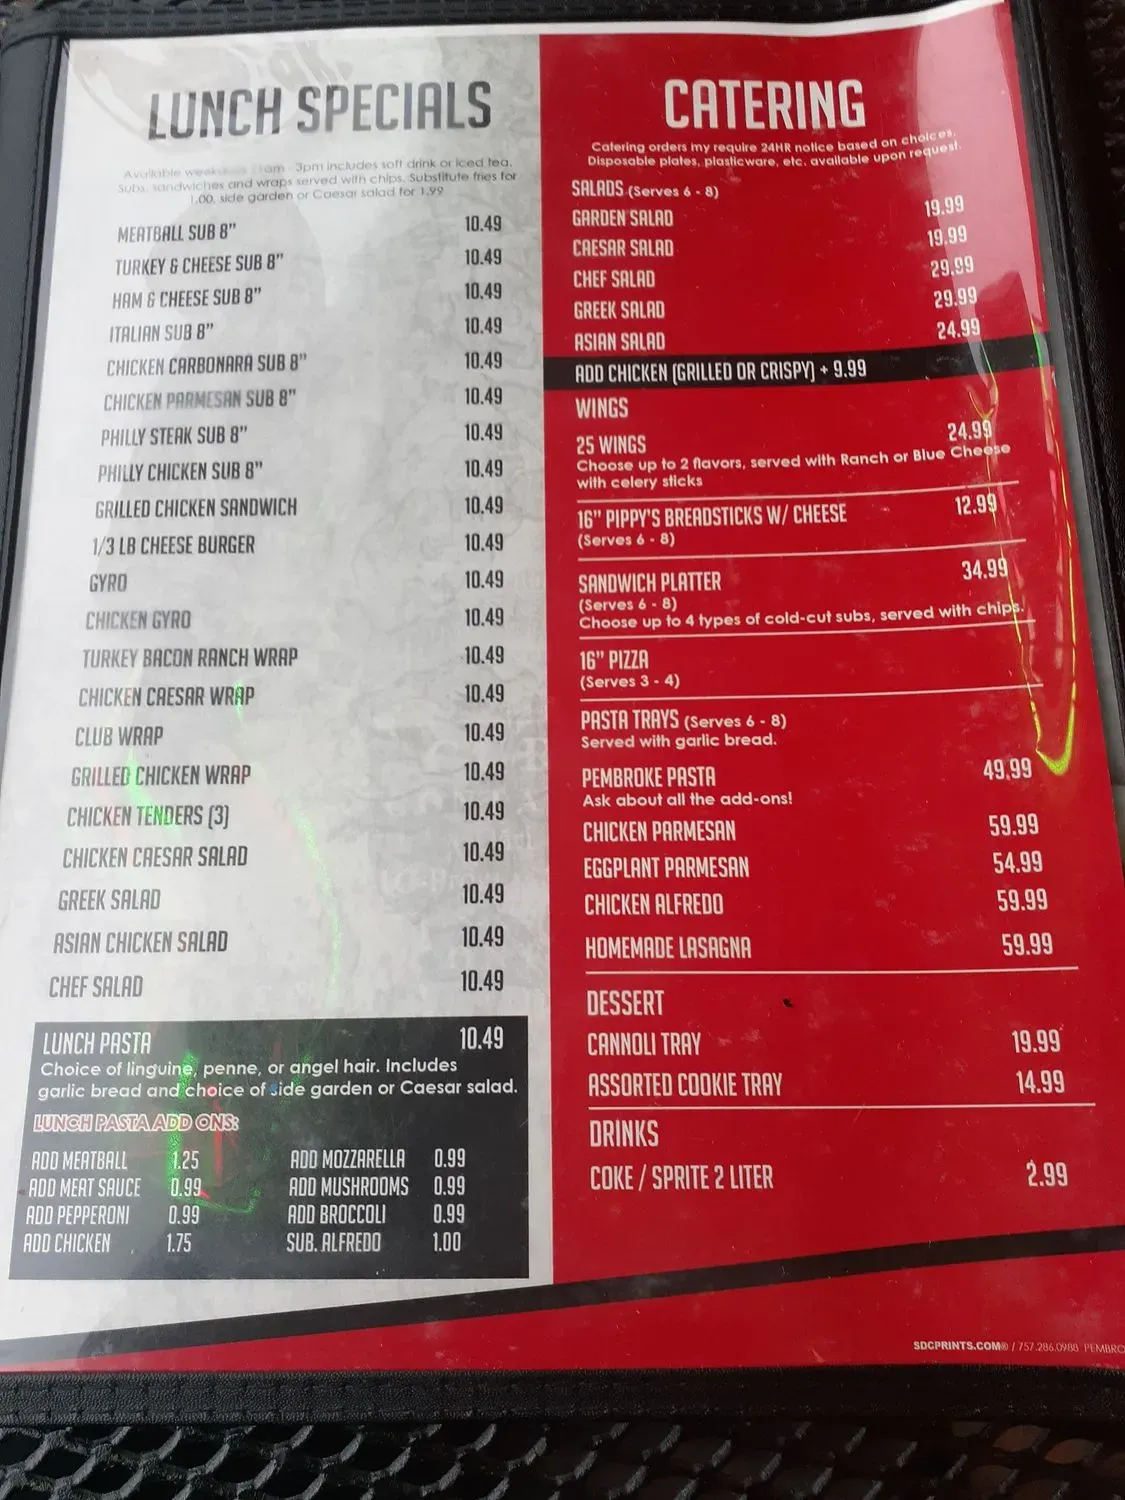 LUNCH SPECIALS
Available 3pm includes soft drink or iced tea.
Subs, sandwiches and wraps served with chips. Substitute fries for
1.00, side garden or Caesar salad for 1.99
MEATBALL SUB 8" 10.49
TURKEY & CHEESE SUB 8" 10.49
HAM & CHEESE SUB 8" 10.49
ITALIAN SUB 8" 10.49
CHICKEN CARBONARA SUB 8" 10.49
CHICKEN PARMESAN SUB 8" 10.49
PHILLY STEAK SUB 8" 10.49
PHILLY CHICKEN SUB 8" 10.49
GRILLED CHICKEN SANDWICH 10.49
1/3 LB CHEESE BURGER 10.49
GYRO 10.49
CHICKEN GYRO 10.49
TURKEY BACON RANCH WRAP 10.49
CHICKEN CAESAR WRAP 10.49
CLUB WRAP 10.49
GRILLED CHICKEN WRAP 10.49
CHICKEN TENDERS (3) 10.49
CHICKEN CAESAR SALAD 10.49
GREEK SALAD 10.49
ASIAN CHICKEN SALAD 10.49
CHEF SALAD 10.49
LUNCH PASTA 10.49
Choice of linguine, penne, or angel hair. Includes
garlic bread and choice of side garden or Caesar salad.
LUNCH PASTA ADD ONS:
ADD MEATBALL 1.25 ADD MOZZARELLA 0.99
ADD MEAT SAUCE 0.99 ADD MUSHROOMS 0.99
ADD PEPPERONI 0.99 ADD BROCCOLI 0.99
ADD CHICKEN 1.75 SUB. ALFREDO 1.00
CATERING
Catering orders my require 24HR notice based on choices.
Disposable plates, plasticware, etc. available upon request.
SALADS (Serves 6 - 8)
GARDEN SALAD 19.99
CAESAR SALAD 19.99
CHEF SALAD 29.99
GREEK SALAD 29.99
ASIAN SALAD 24.99
ADD CHICKEN (GRILLED OR CRISPY) + 9.99
WINGS
25 WINGS 24.99
Choose up to 2 flavors, served with Ranch or Blue Cheese
with celery sticks
16" PIPPY'S BREADSTICKS W/ CHEESE 12.99
(Serves 6 - 8)
SANDWICH PLATTER 34.99
(Serves 6 - 8)
Choose up to 4 types of cold-cut subs, served with chips.
16" PIZZA
(Serves 3 - 4)
PASTA TRAYS (Serves 6 - 8)
Served with garlic bread.
PEMBROKE PASTA 49.99
Ask about all the add-ons!
CHICKEN PARMESAN 59.99
EGGPLANT PARMESAN 54.99
CHICKEN ALFREDO 59.99
HOMEMADE LASAGNA 59.99
DESSERT
CANNOLI TRAY 19.99
ASSORTED COOKIE TRAY 14.99
DRINKS
COKE / SPRITE 2 LITER 2.99
SDCPRINTS.COM® / 757.286.0988 PEMBRO